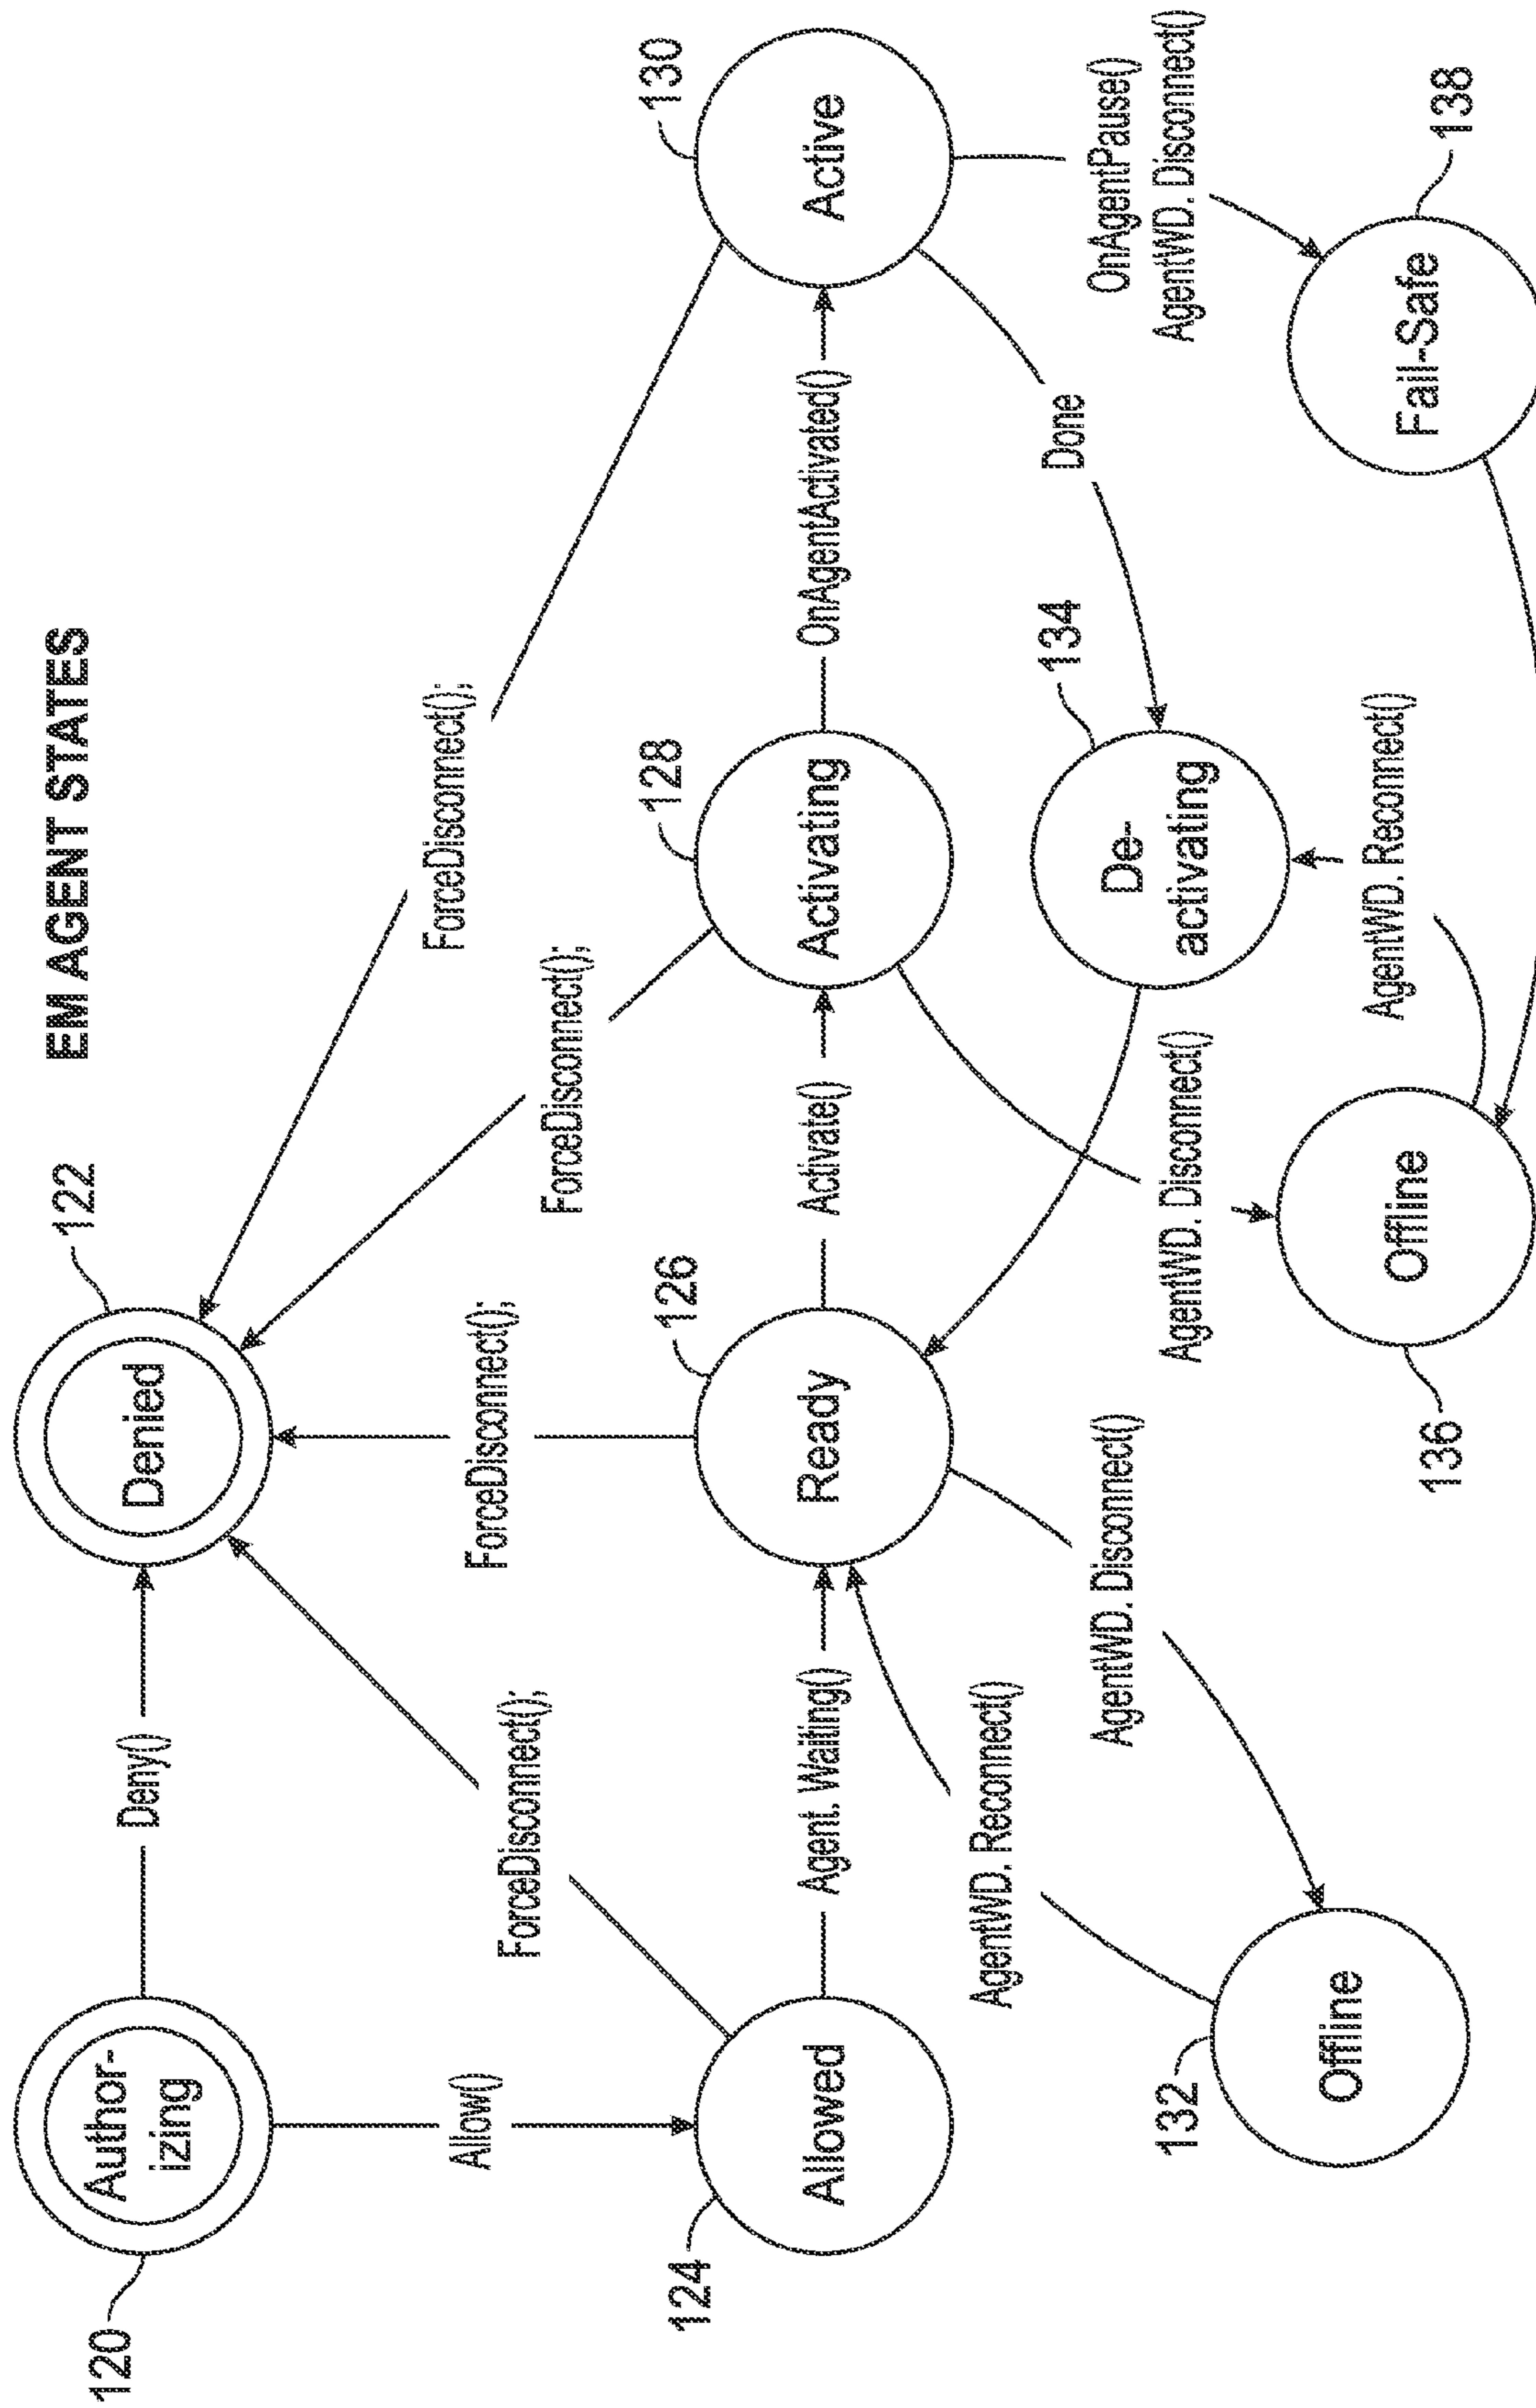 EM AGENT STATES
120
Author-
izing
Deny()
Denied
122
Allow()
ForceDisconnect();
ForceDisconnect();
ForceDisconnect();
ForceDisconnect();
124
Allowed
Agent. Waiting()
126
Ready
Activate()
128
Activating
OnAgentActivated()
130
Active
AgentWD. Reconnect()
AgentWD. Disconnect()
AgentWD. Disconnect()
134
De-
activating
Done
OnAgentPause()
AgentWD. Disconnect()
132
Offline
136
Offline
AgentWD. Reconnect()
Fail-Safe
138